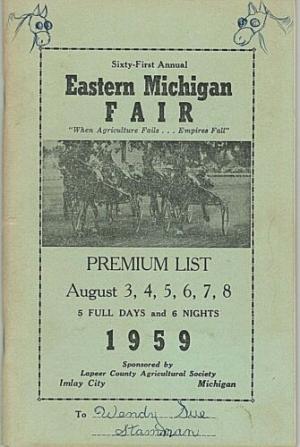 Sixty-First Annual
Eastern Michigan
FAIR
"When Agriculture Fails . . . Empires Fall"
PREMIUM LIST
August 3, 4, 5, 6, 7, 8
5 FULL DAYS and 6 NIGHTS
1959
Sponsored by
Lapeer County Agricultural Society
Imlay City Michigan
To Wendy Sue
Stamman